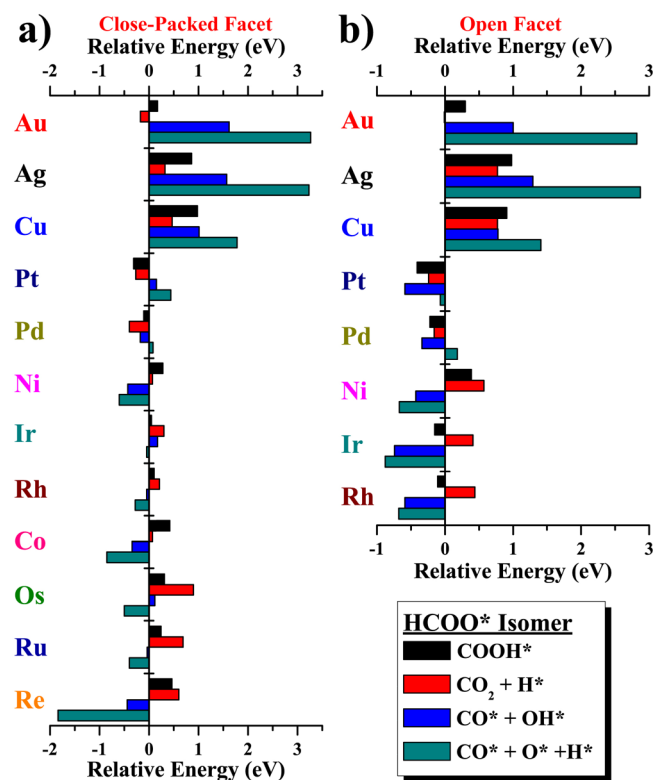 a)
Close-Packed Facet
Relative Energy (eV)
-2 -1 0 1 2 3
Au
Ag
Cu
Pt
Pd
Ni
Ir
Rh
Co
Os
Ru
Re
-2 -1 0 1 2 3
Relative Energy (eV)
b)
Open Facet
Relative Energy (eV)
-1 0 1 2 3
Au
Ag
Cu
Pt
Pd
Ni
Ir
Rh
-1 0 1 2 3
Relative Energy (eV)
HCOO* Isomer
COOH*
CO₂ + H*
CO* + OH*
CO* + O* +H*